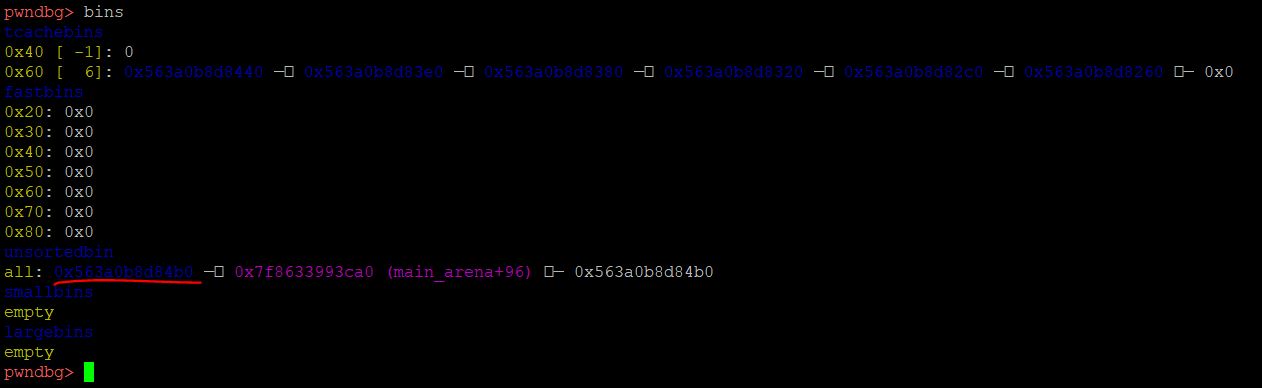 pwndbg> bins
tcachebins
0x40 [ -1]: 0
0x60 [  6]: 0x563a0b8d8440 —□ 0x563a0b8d83e0 —□ 0x563a0b8d8380 —□ 0x563a0b8d8320 —□ 0x563a0b8d82c0 —□ 0x563a0b8d8260 □— 0x0
fastbins
0x20: 0x0
0x30: 0x0
0x40: 0x0
0x50: 0x0
0x60: 0x0
0x70: 0x0
0x80: 0x0
unsortedbin
all: 0x563a0b8d84b0 —□ 0x7f8633993ca0 (main_arena+96) □— 0x563a0b8d84b0
smallbins
empty
largebins
empty
pwndbg>